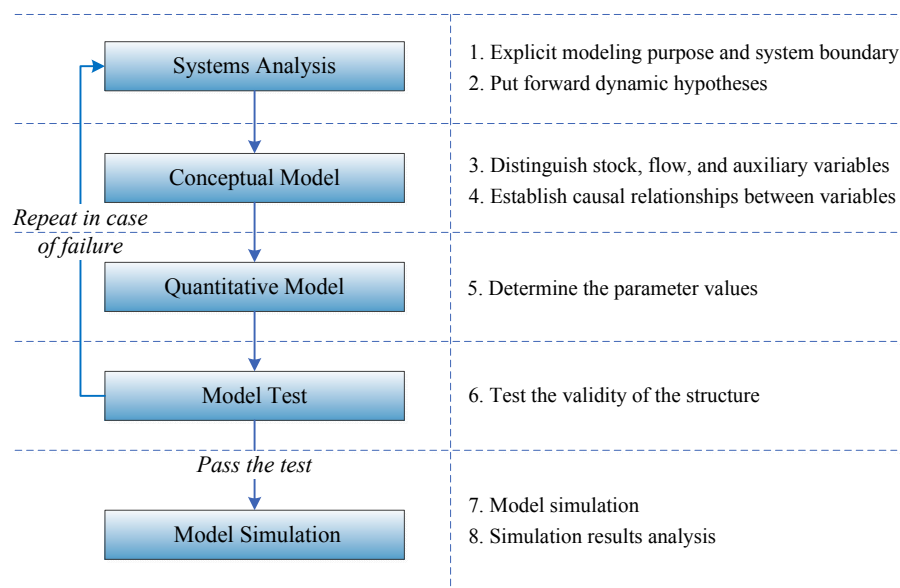 Systems Analysis
1. Explicit modeling purpose and system boundary
2. Put forward dynamic hypotheses
Conceptual Model
3. Distinguish stock, flow, and auxiliary variables
4. Establish causal relationships between variables
Repeat in case
of failure
Quantitative Model
5. Determine the parameter values
Model Test
6. Test the validity of the structure
Pass the test
Model Simulation
7. Model simulation
8. Simulation results analysis